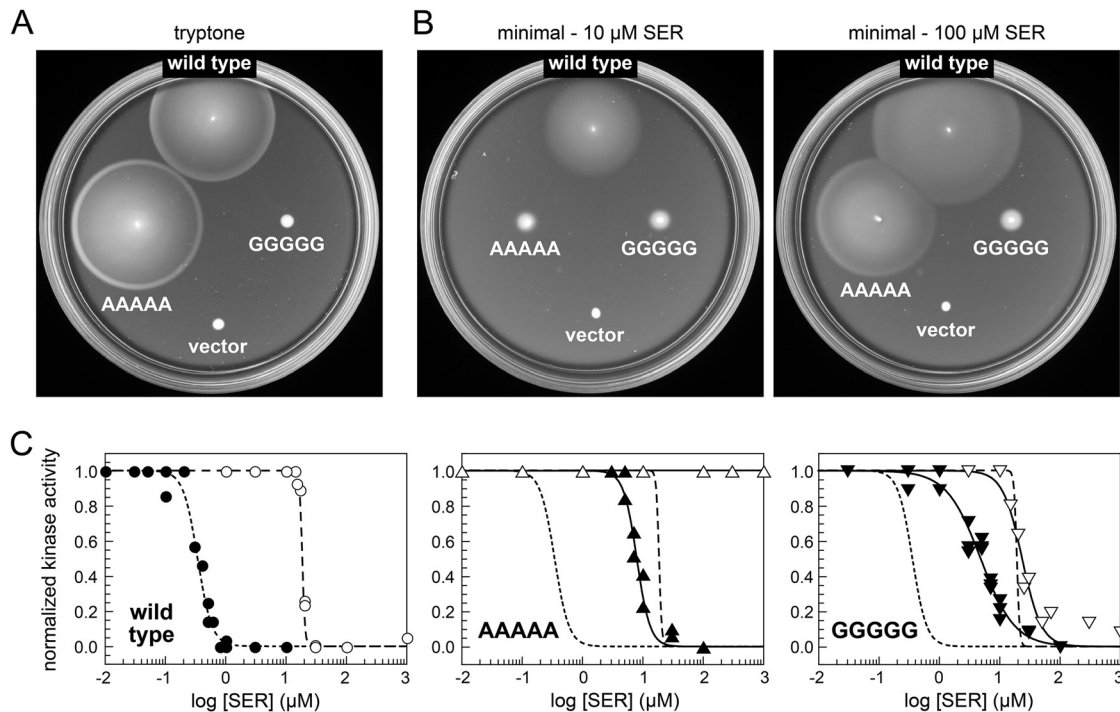 A
tryptone
wild type
GGGGG
AAAAA
vector
B
minimal - 10 µM SER
wild type
AAAAA
GGGGG
vector
minimal - 100 µM SER
wild type
GGGGG
AAAAA
vector
C
normalized kinase activity
1.0
0.8
0.6
0.4
0.2
0.0
wild
type
-2 -1 0 1 2 3
log [SER] (µM)
1.0
0.8
0.6
0.4
0.2
0.0
AAAAA
-2 -1 0 1 2 3
log [SER] (µM)
1.0
0.8
0.6
0.4
0.2
0.0
GGGGG
-2 -1 0 1 2 3
log [SER] (µM)